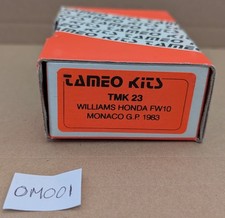 TAMEO KITS
TMK 23
WILLIAMS HONDA FW10
MONACO G.P. 1983
OM001